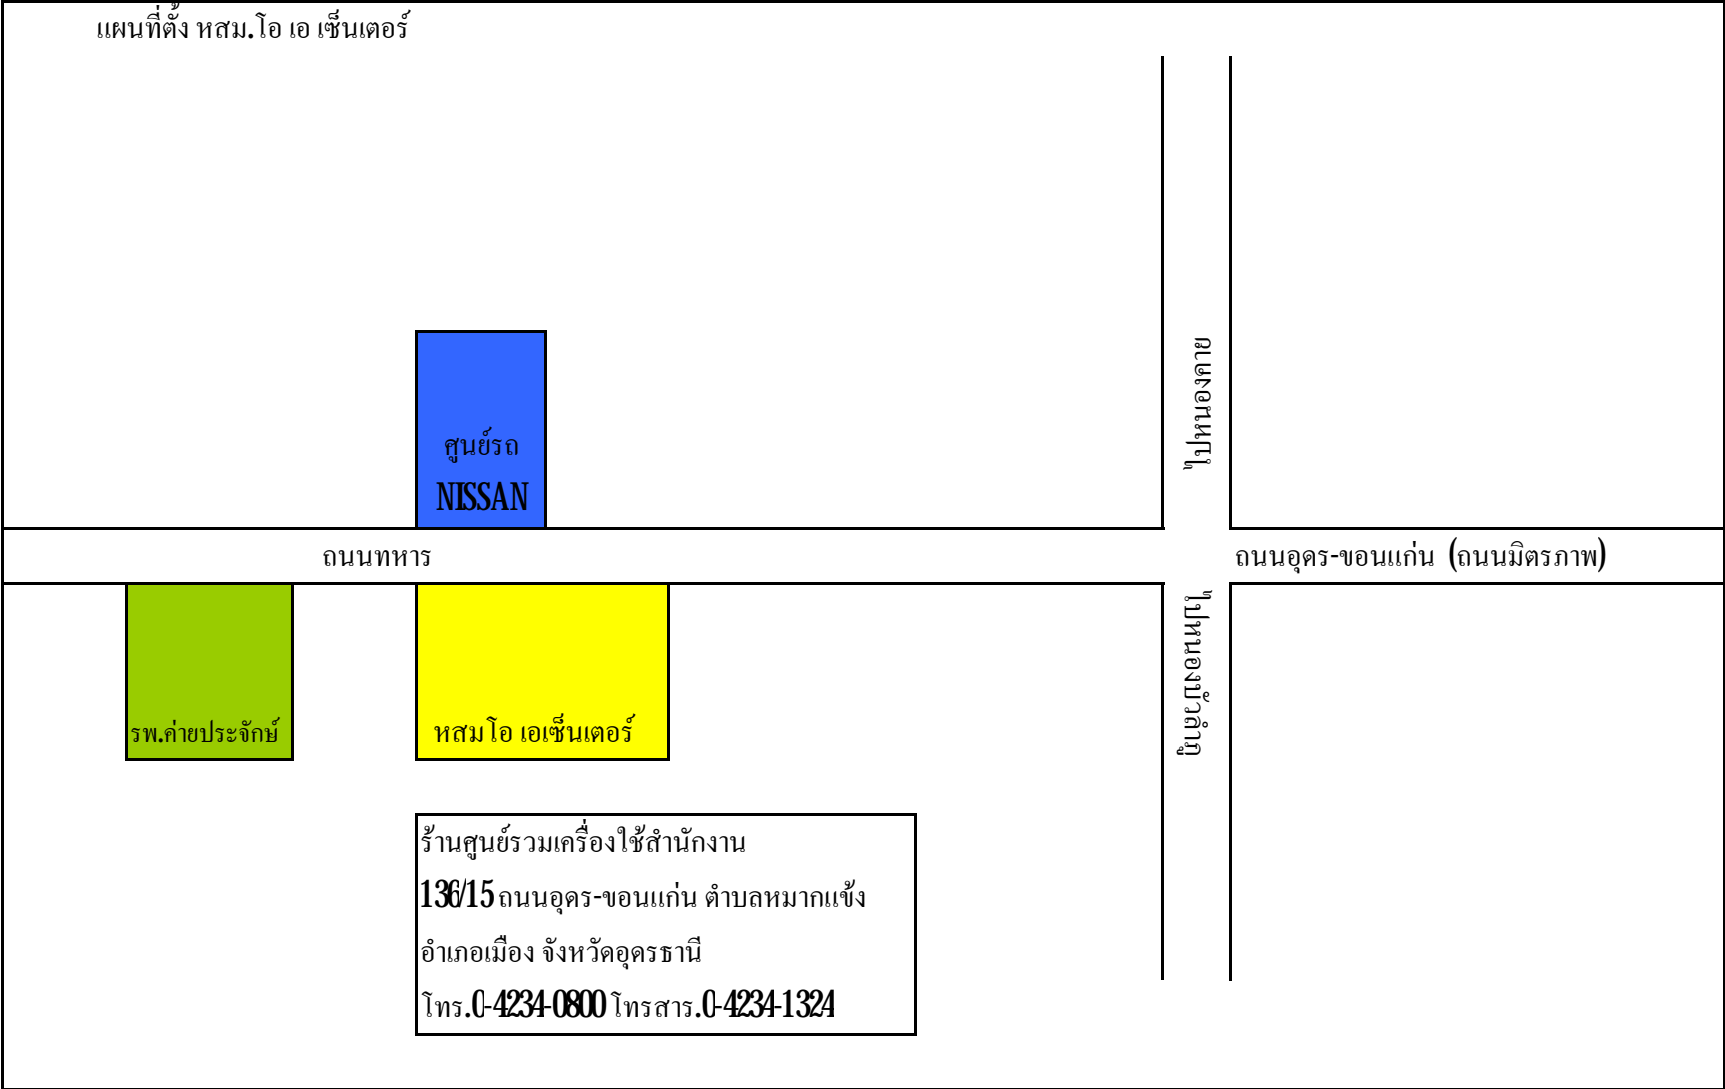 แผนที่ตั้ง หสม.โอ เอ เซ็นเตอร์
ไปหนองคาย
ศูนย์รถ
NISSAN
ถนนทหาร
ถนนอุดร-ขอนแก่น (ถนนมิตรภาพ)
ไปหนองบัวลำภู
รพ.ค่ายประจักษ์
หสมโอ เอเซ็นเตอร์
ร้านศูนย์รวมเครื่องใช้สำนักงาน
136/15 ถนนอุดร-ขอนแก่น ตำบลหมากแข้ง
อำเภอเมือง จังหวัดอุดรธานี
โทร.0-4234-0800 โทรสาร.0-4234-1324